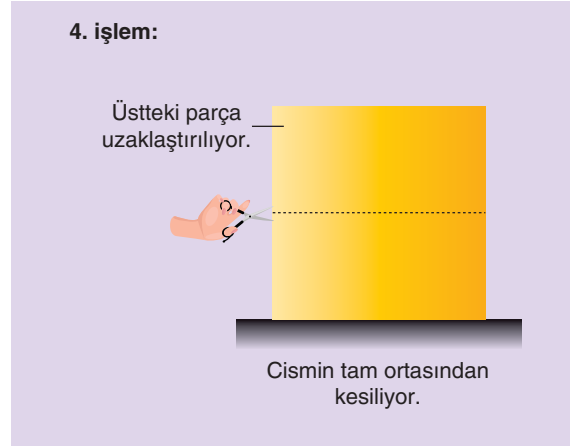 4. işlem:
Üstteki parça
uzaklaştırılıyor.
Cismin tam ortasından
kesiliyor.